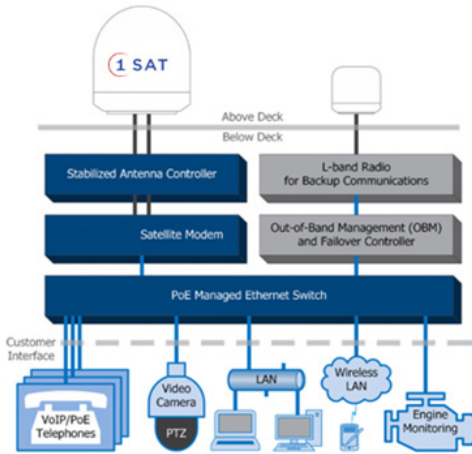 1 SAT
Above Deck
Below Deck
Stabilized Antenna Controller
L-band Radio
for Backup Communications
Satellite Modem
Out-of-Band Management (OBM)
and Failover Controller
PoE Managed Ethernet Switch
Customer
Interface
VoIP/PoE
Telephones
Video
Camera
PTZ
LAN
Wireless
LAN
Engine
Monitoring